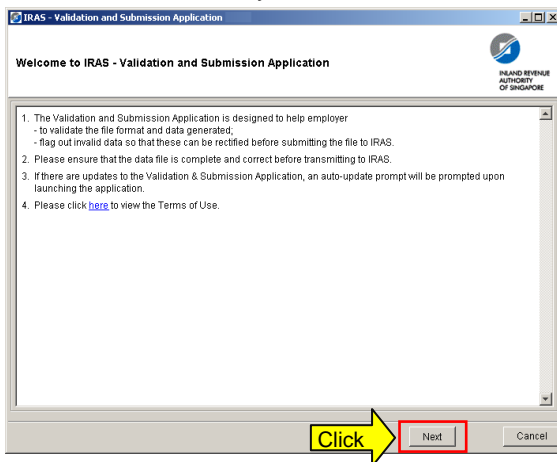 IRAS - Validation and Submission Application
Welcome to IRAS - Validation and Submission Application
INLAND REVENUE
AUTHORITY
OF SINGAPORE
1. The Validation and Submission Application is designed to help employer
- to validate the file format and data generated;
- flag out invalid data so that these can be rectified before submitting the file to IRAS.
2. Please ensure that the data file is complete and correct before transmitting to IRAS.
3. If there are updates to the Validation & Submission Application, an auto-update prompt will be prompted upon
launching the application.
4. Please click here to view the Terms of Use.
Click
Next
Cancel